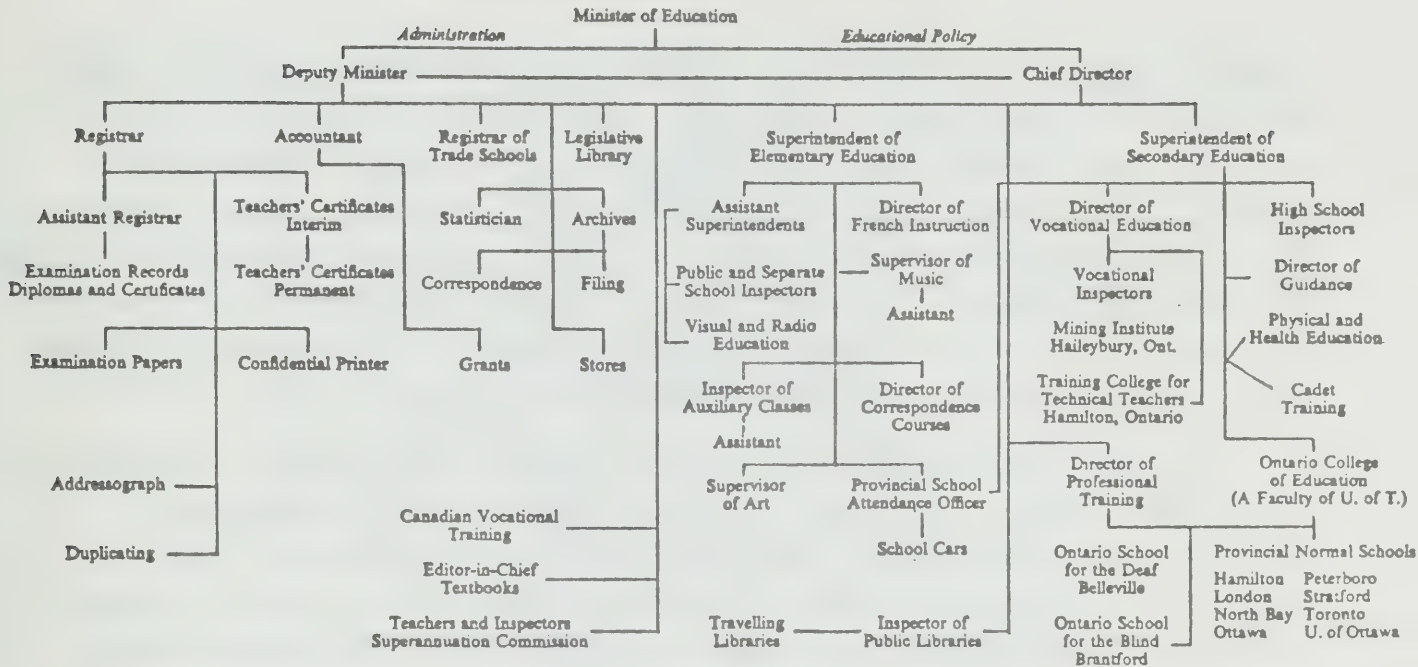 Minister of Education
Administration
Educational Policy
Deputy Minister
Chief Director
Registrar
Accountant
Registrar of
Trade Schools
Legislative
Library
Superintendent of
Elementary Education
Superintendent of
Secondary Education
Assistant Registrar
Teachers' Certificates
Interim
Statistician
Archives
Assistant
Superintendents
Director of
French Instruction
Director of
Vocational Education
High School
Inspectors
Examination Records
Diplomas and Certificates
Teachers' Certificates
Permanent
Correspondence
Filing
Public and Separate
School Inspectors
Supervisor of
Music
Assistant
Vocational
Inspectors
Director of
Guidance
Visual and Radio
Education
Mining Institute
Haileybury, Ont.
Physical and
Health Education
Examination Papers
Confidential Printer
Grants
Stores
Inspector of
Auxiliary Classes
Assistant
Director of
Correspondence
Courses
Training College for
Technical Teachers
Hamilton, Ontario
Cadet
Training
Addressograph
Supervisor
of Art
Provincial School
Attendance Officer
Director of
Professional
Training
Ontario College
of Education
(A Faculty of U. of T.)
Canadian Vocational
Training
School Cars
Duplicating
Editor-in-Chief
Textbooks
Ontario School
for the Deaf
Belleville
Provincial Normal Schools
Hamilton Peterboro
London Stratford
North Bay Toronto
Ottawa U. of Ottawa
Teachers and Inspectors
Superannuation Commission
Travelling
Libraries
Inspector of
Public Libraries
Ontario School
for the Blind
Brantford